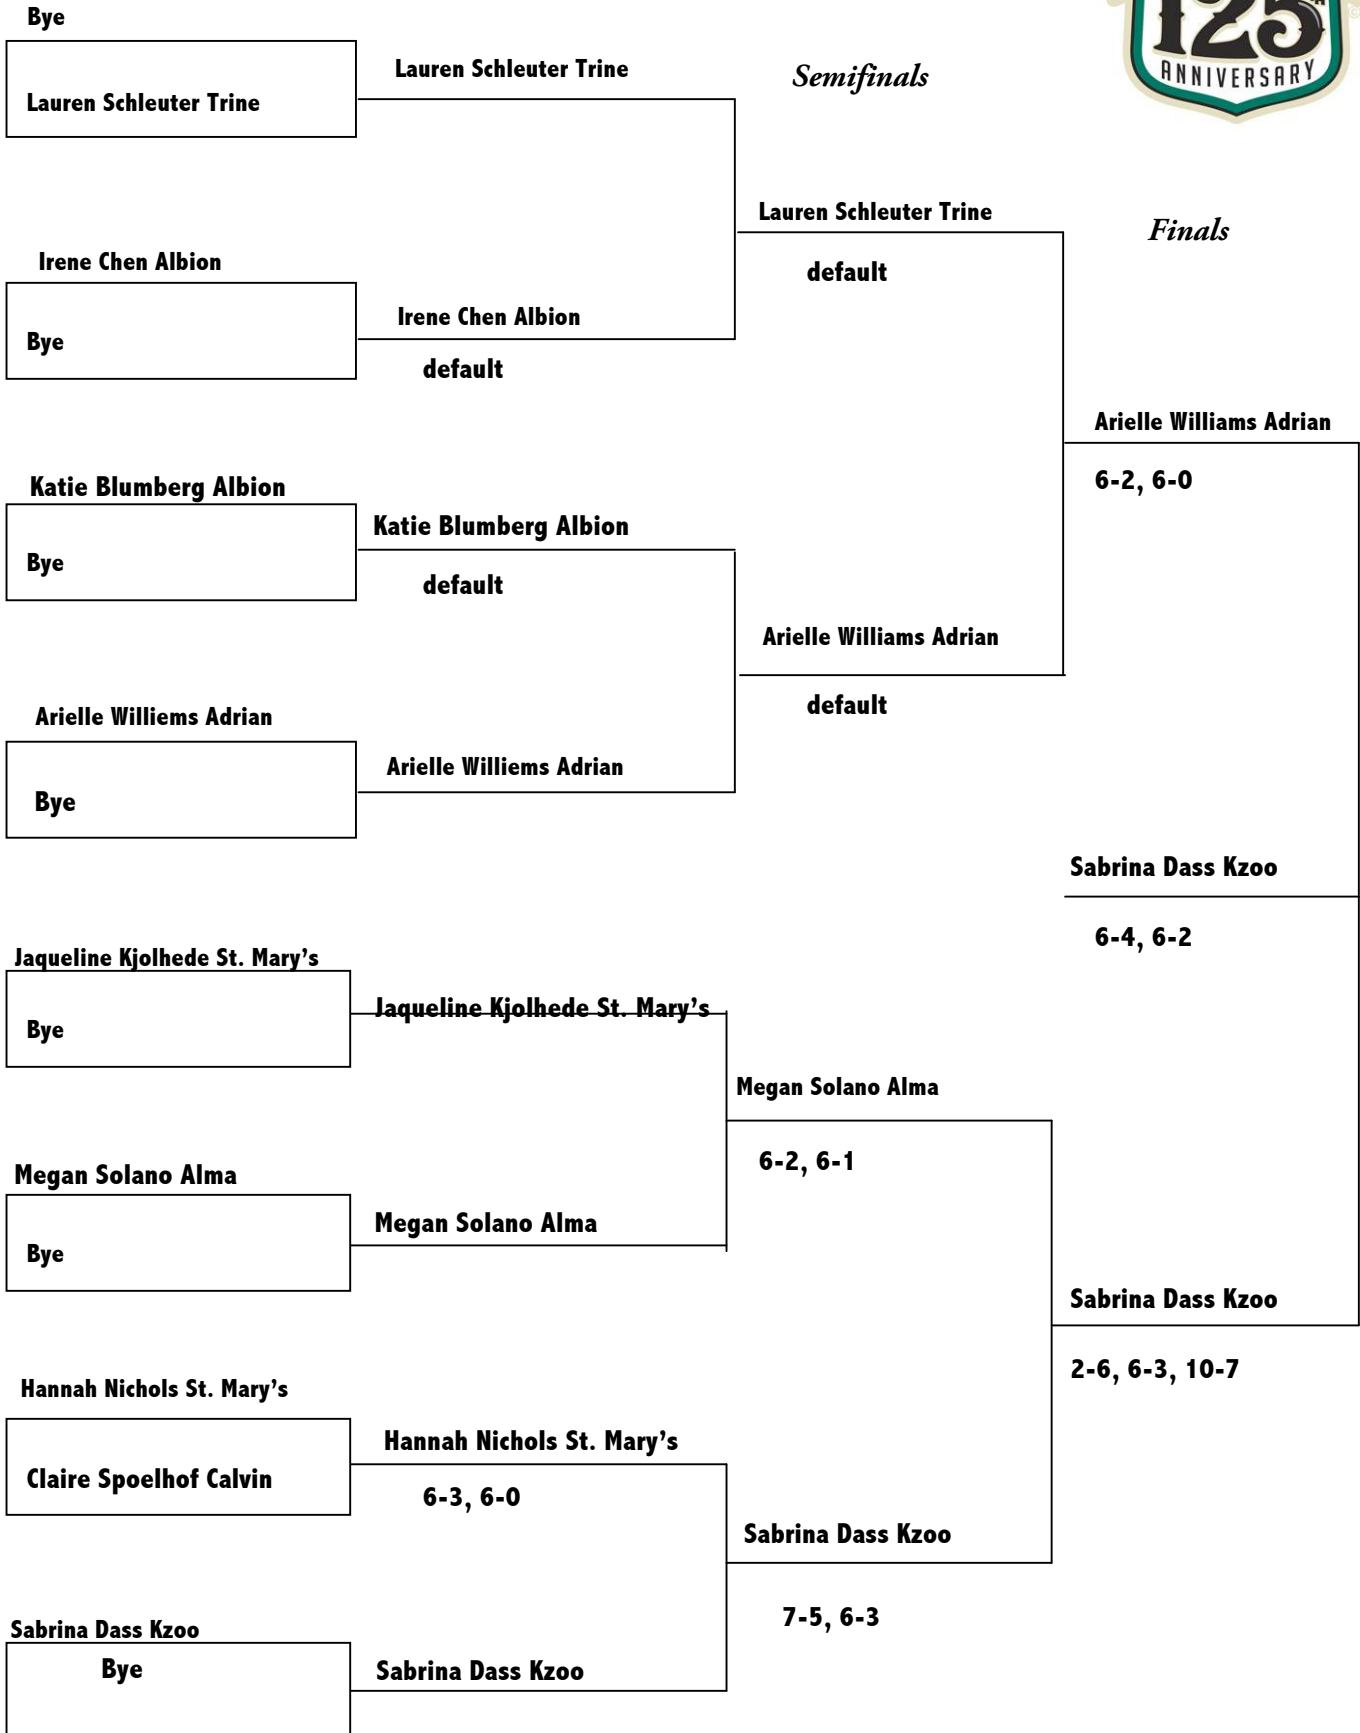 125
ANNIVERSARY
Bye
Lauren Schleuter Trine
Lauren Schleuter Trine
Semifinals
Lauren Schleuter Trine
default
Finals
Irene Chen Albion
Bye
Irene Chen Albion
default
Arielle Williams Adrian
6-2, 6-0
Katie Blumberg Albion
Bye
Katie Blumberg Albion
default
Arielle Williams Adrian
default
Arielle Williems Adrian
Bye
Arielle Williems Adrian
Sabrina Dass Kzoo
6-4, 6-2
Jaqueline Kjolhede St. Mary’s
Bye
Jaqueline Kjolhede St. Mary’s
Megan Solano Alma
6-2, 6-1
Megan Solano Alma
Bye
Megan Solano Alma
Sabrina Dass Kzoo
2-6, 6-3, 10-7
Hannah Nichols St. Mary’s
Claire Spoelhof Calvin
Hannah Nichols St. Mary’s
6-3, 6-0
Sabrina Dass Kzoo
7-5, 6-3
Sabrina Dass Kzoo
Bye
Sabrina Dass Kzoo